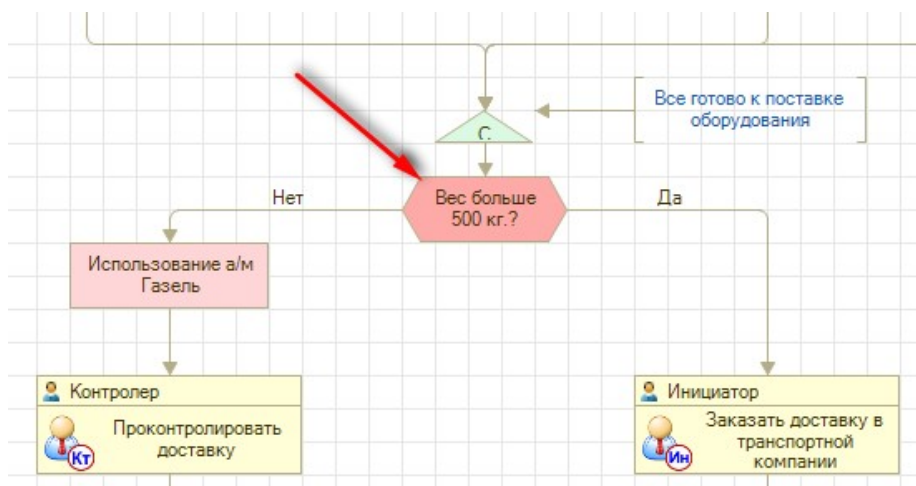 Все готово к поставке
оборудования
С
Нет
Вес больше
500 кг.?
Да
Использование а/м
Газель
Контролер
Проконтролировать
доставку
Кт
Инициатор
Заказать доставку в
транспортной
компании
Ин